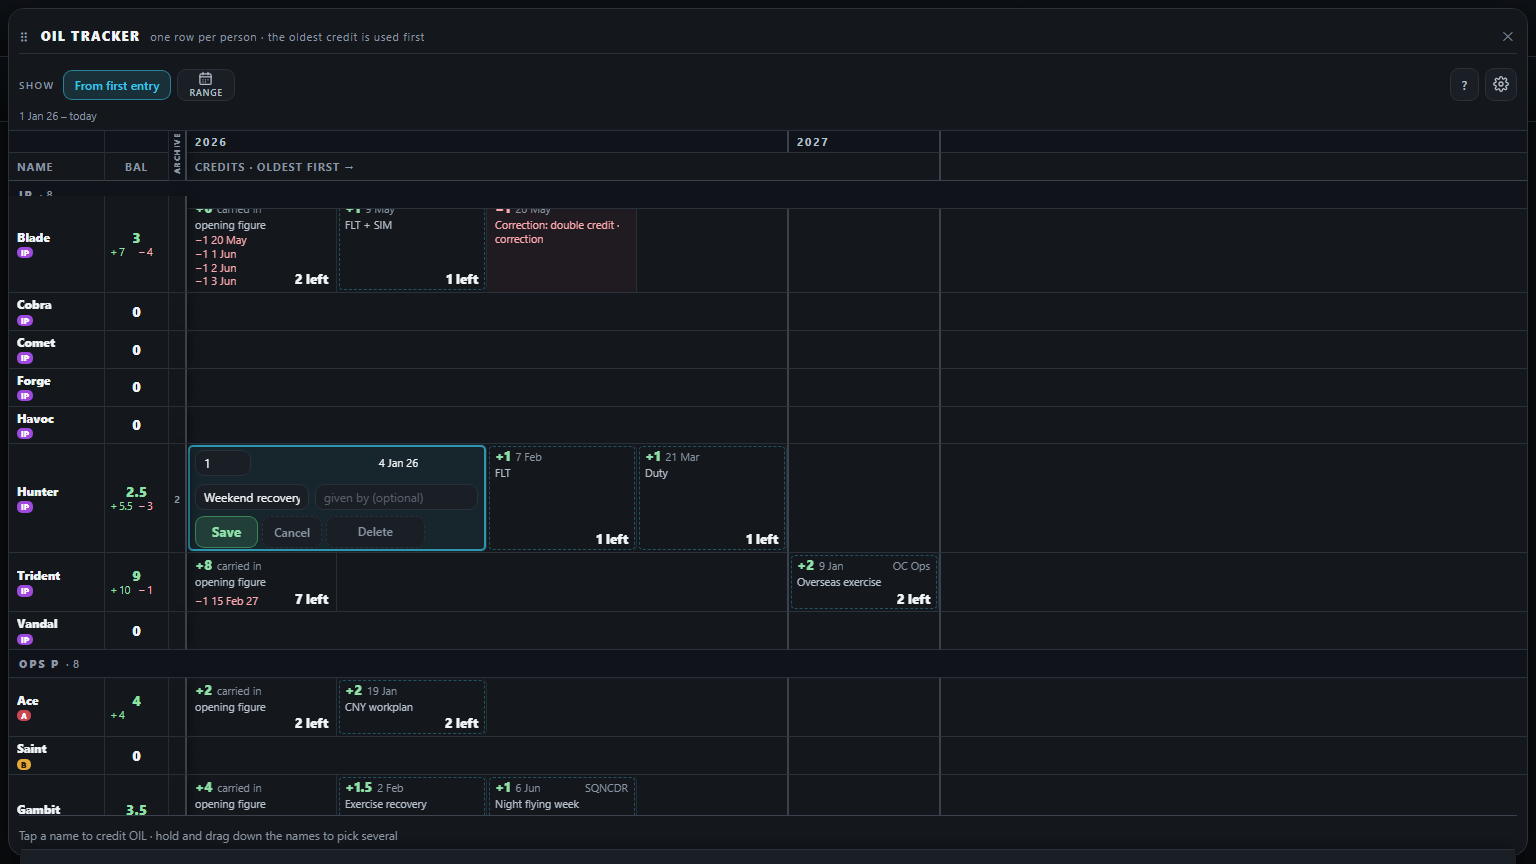 OIL TRACKER one row per person · the oldest credit is used first
SHOW From first entry RANGE ?
1 Jan 26 – today
ARCHIVE
2026 2027
NAME BAL CREDITS · OLDEST FIRST →
IP · 8
+6 carried in +1 9 May −1 20 May
Blade opening figure FLT + SIM Correction: double credit · correction
IP 3 −1 20 May
+7 −4 −1 1 Jun
−1 2 Jun
−1 3 Jun 2 left 1 left
Cobra 0
IP
Comet 0
IP
Forge 0
IP
Havoc 0
IP
1 4 Jan 26 +1 7 Feb +1 21 Mar
FLT Duty
Hunter 2.5 2 Weekend recovery given by (optional)
IP +5.5 −3
Save Cancel Delete 1 left 1 left
+8 carried in +2 9 Jan OC Ops
Trident 9 opening figure Overseas exercise
IP +10 −1 −1 15 Feb 27 7 left 2 left
Vandal 0
IP
OPS P · 8
+2 carried in +2 19 Jan
Ace 4 opening figure CNY workplan
A +4 2 left 2 left
Saint 0
B
+4 carried in +1.5 2 Feb +1 6 Jun SQNCDR
Gambit 3.5 opening figure Exercise recovery Night flying week
Tap a name to credit OIL · hold and drag down the names to pick several